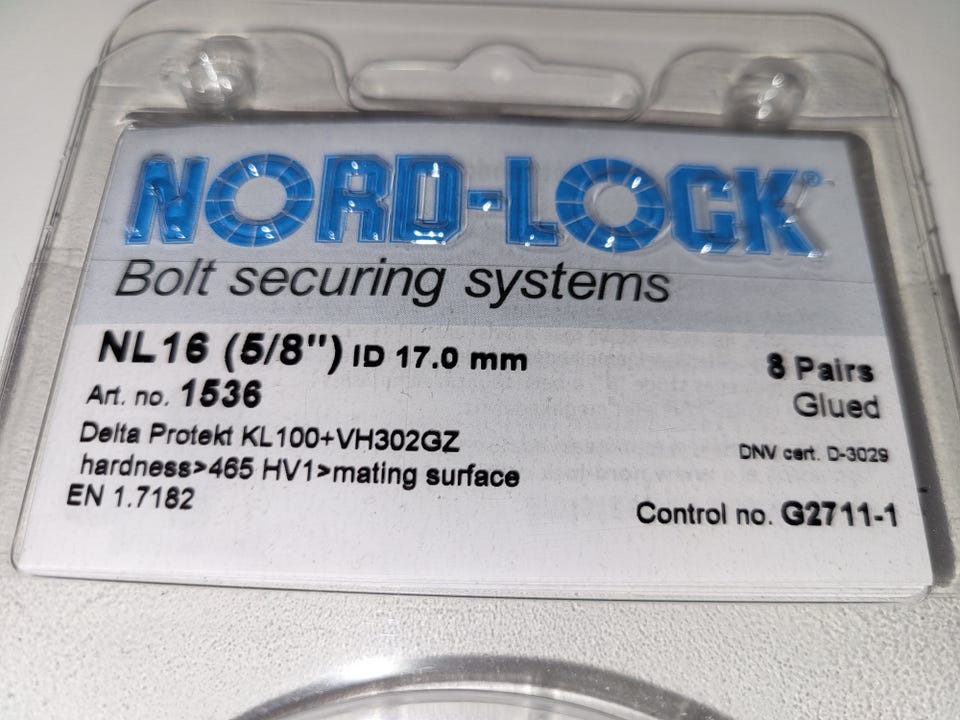 NORD-LOCK®
Bolt securing systems
NL16 (5/8") ID 17.0 mm
8 Pairs
Art. no. 1536
Glued
Delta Protekt KL100+VH302GZ
DNV cert. D-3029
hardness>465 HV1>mating surface
EN 1.7182
Control no. G2711-1